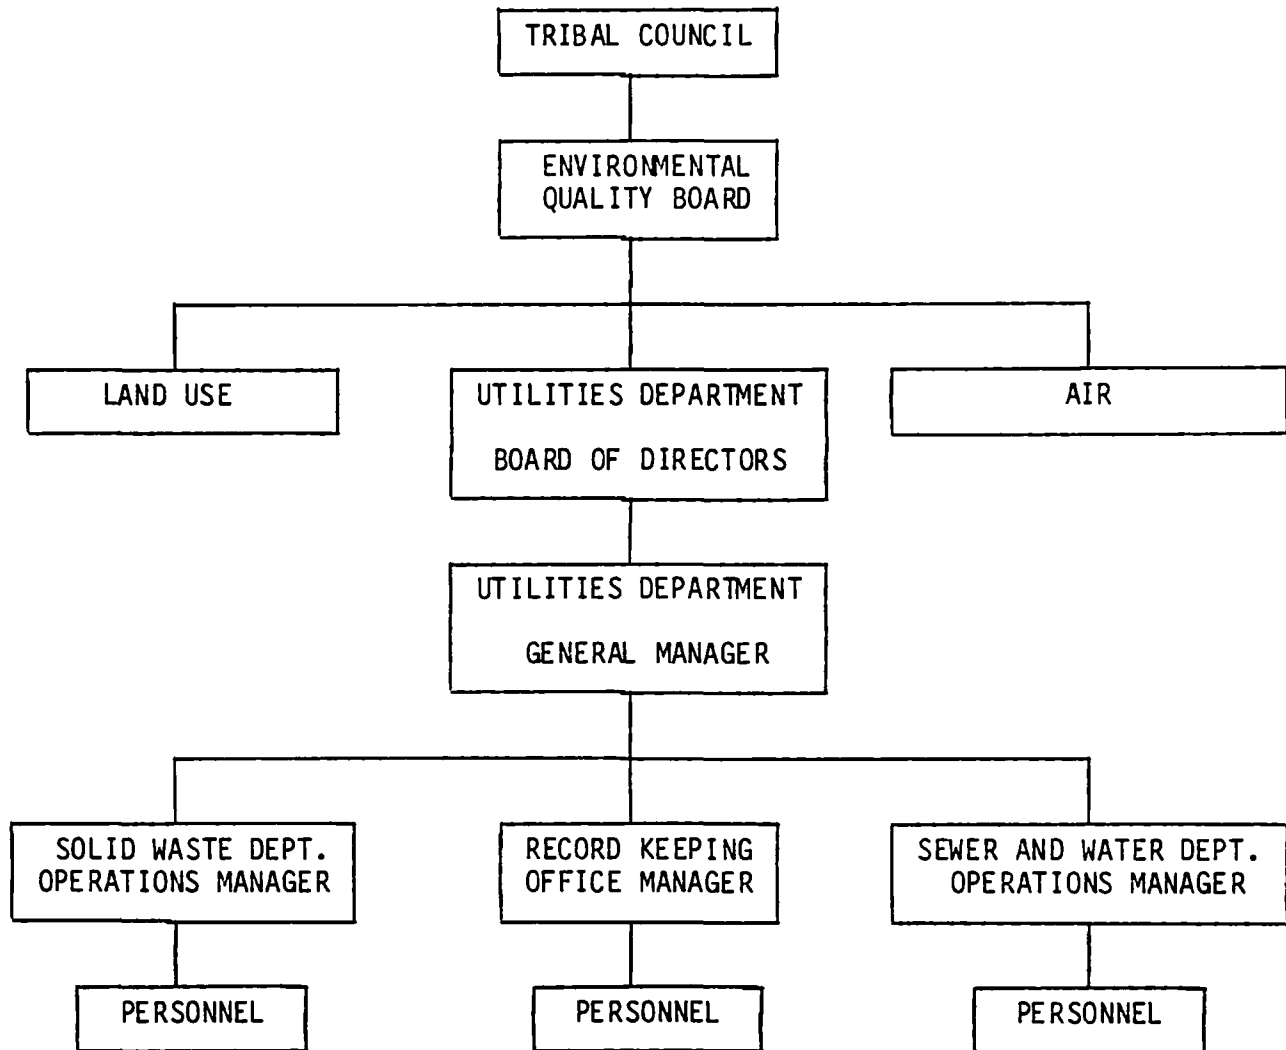 TRIBAL COUNCIL
ENVIRONMENTAL
QUALITY BOARD
LAND USE
UTILITIES DEPARTMENT
BOARD OF DIRECTORS
AIR
UTILITIES DEPARTMENT
GENERAL MANAGER
SOLID WASTE DEPT.
OPERATIONS MANAGER
RECORD KEEPING
OFFICE MANAGER
SEWER AND WATER DEPT.
OPERATIONS MANAGER
PERSONNEL
PERSONNEL
PERSONNEL